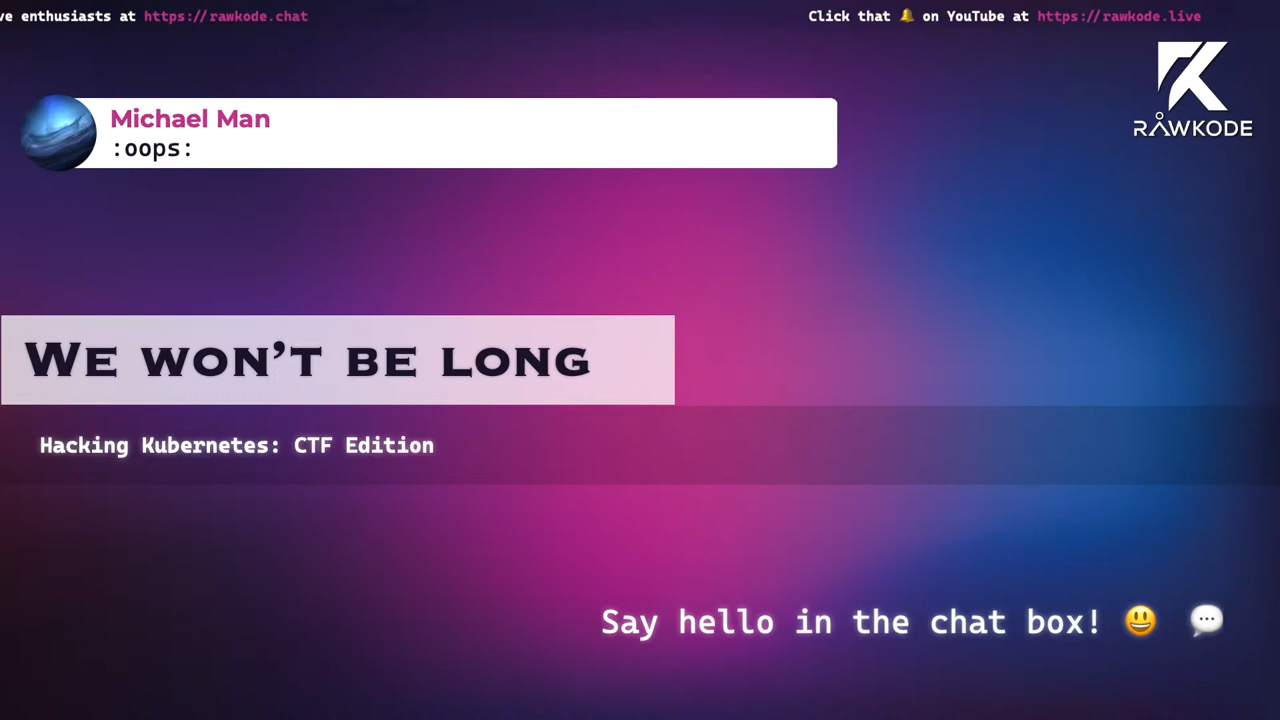 ve enthusiasts at https://rawkode.chat
Click that 🔔 on YouTube at https://rawkode.live
RAWKODE
Michael Man
:oops:
We won’t be long
Hacking Kubernetes: CTF Edition
Say hello in the chat box! 😃 💬